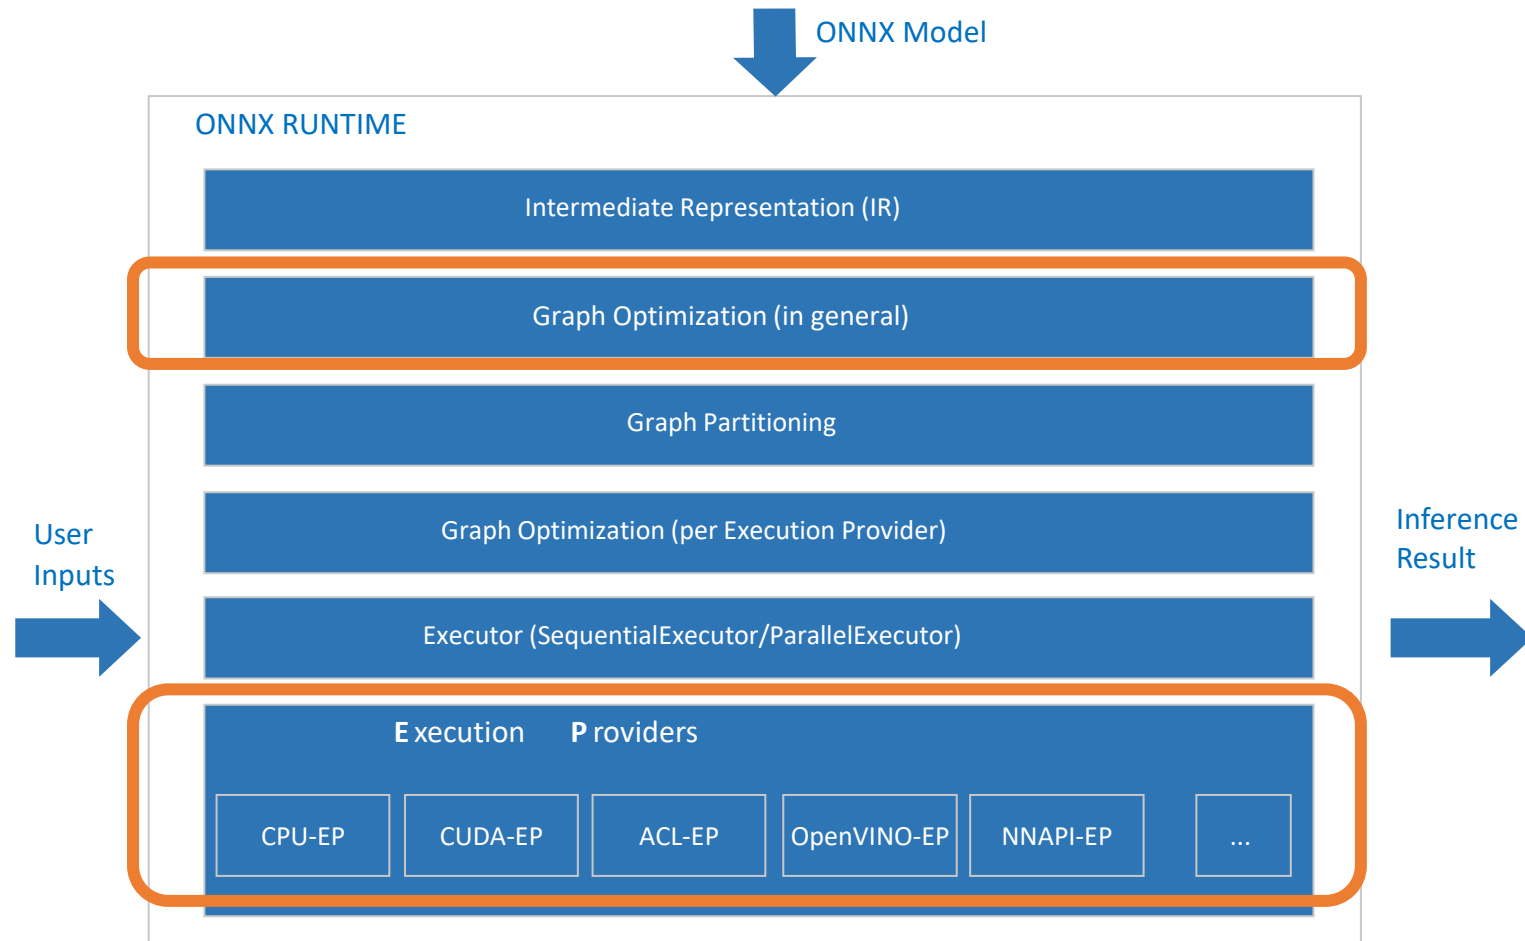 ONNX Model
ONNX RUNTIME
Intermediate Representation (IR)
Graph Optimization (in general)
Graph Partitioning
Graph Optimization (per Execution Provider)
Executor (SequentialExecutor/ParallelExecutor)
Execution Providers
CPU-EP
CUDA-EP
ACL-EP
OpenVINO-EP
NNAPI-EP
...
User
Inputs
Inference
Result